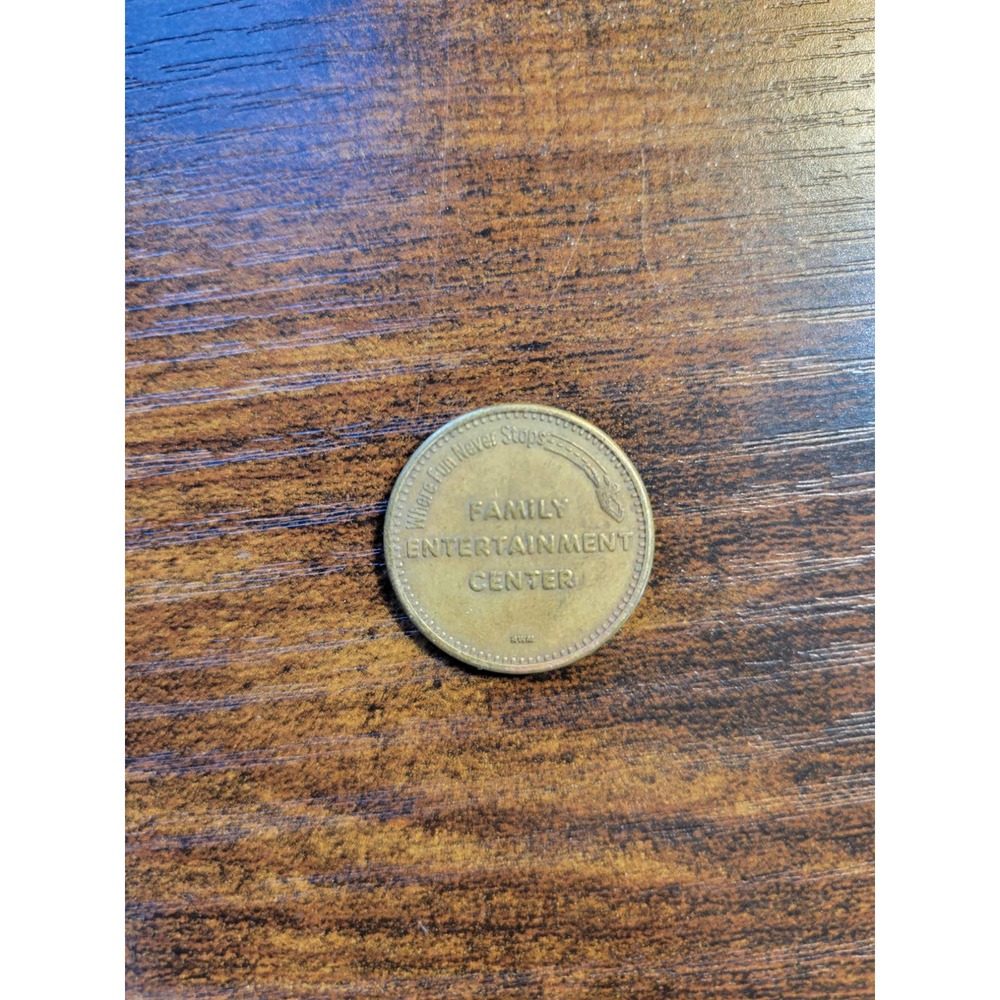 Where Fun Never Stops
FAMILY
ENTERTAINMENT
CENTER